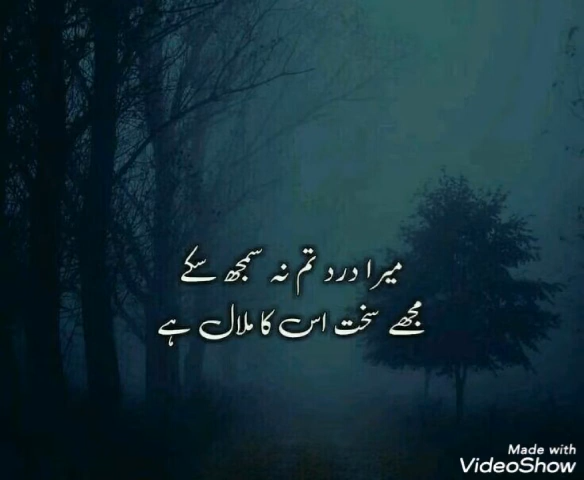 میرا درد تم نہ سمجھ سکے
مجھے سخت اس کا ملال ہے
Made with
VideoShow